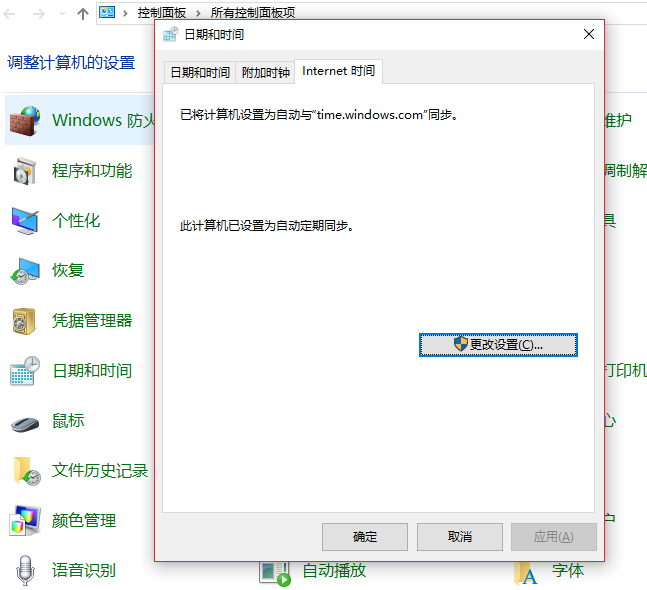 控制面板 > 所有控制面板项
日期和时间
调整计算机的设置
日期和时间 附加时钟 Internet 时间
已将计算机设置为自动与“time.windows.com”同步。
Windows 防火
维护
程序和功能
调制解
个性化
具
此计算机已设置为自动定期同步。
恢复
凭据管理器
更改设置(C)...
日期和时间
打印机
鼠标
心
文件历史记录
颜色管理
户
确定 取消 应用(A)
语音识别
自动播放
字体